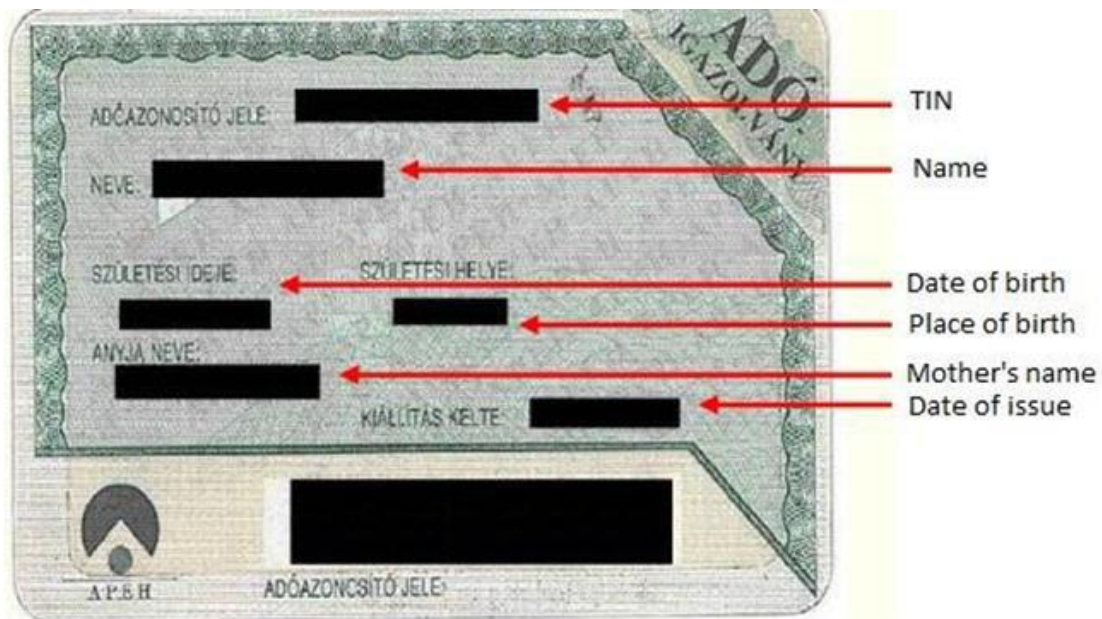 ADÓ-
IGAZOLVÁNY
ADÓAZONOSÍTÓ JELE: TIN
NEVE: Name
SZÜLETÉSI IDEJE: SZÜLETÉSI HELYE: Date of birth
Place of birth
ANYJA NEVE: Mother's name
KIÁLLÍTÁS KELTE: Date of issue
APEH
ADÓAZONOSÍTÓ JELE: